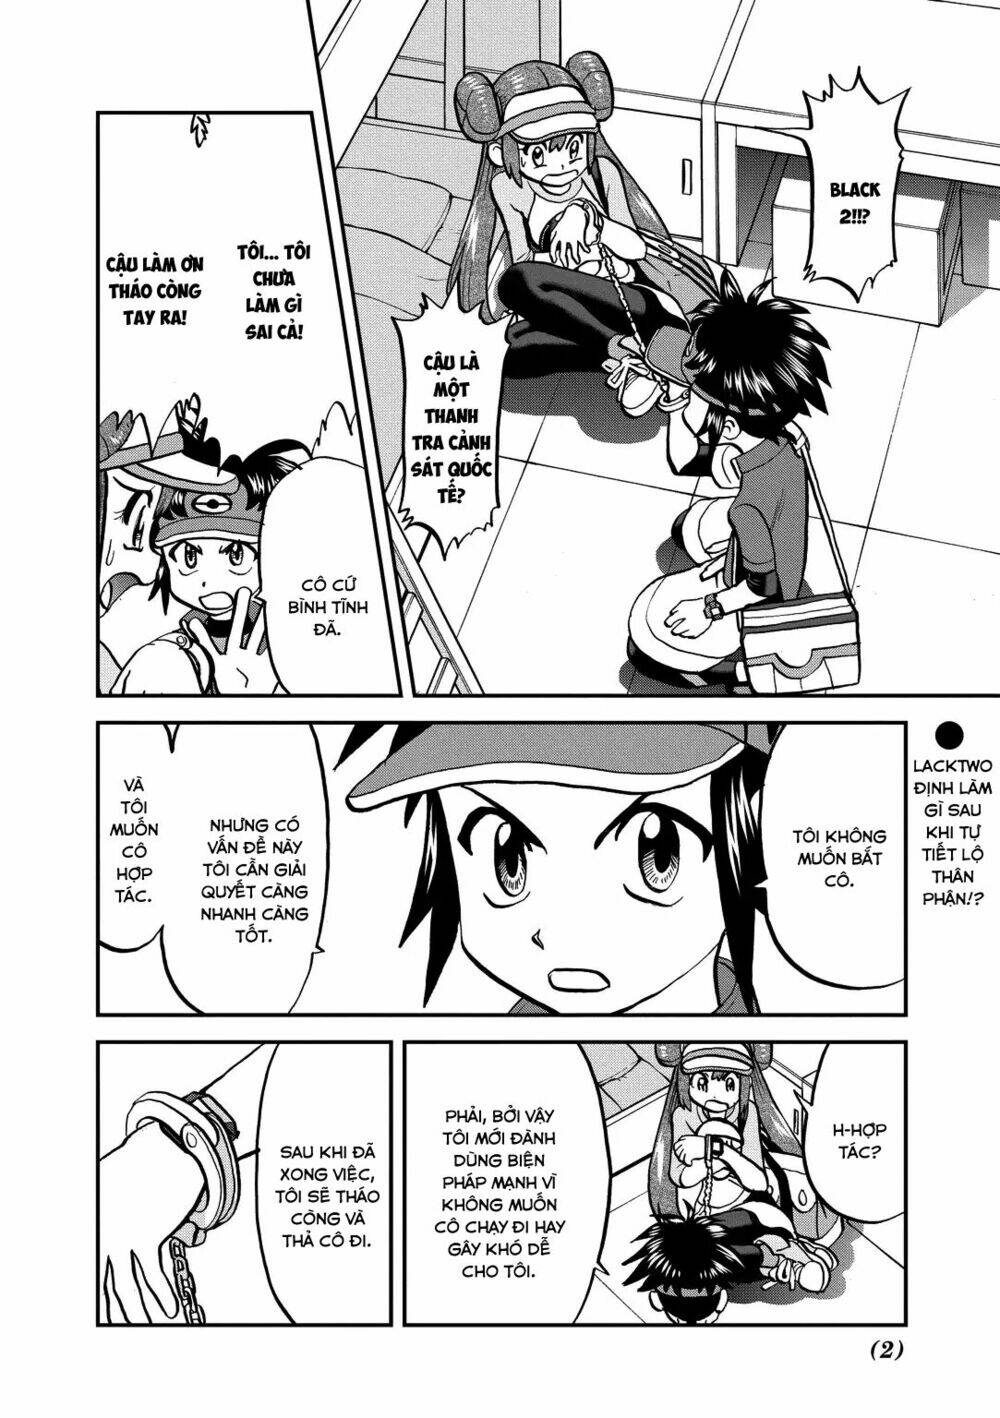 BLACK
2!!?
CẬU LÀ
MỘT
THANH
TRA CẢNH
SÁT QUỐC
TẾ?
TÔI... TÔI
CHƯA
LÀM GÌ
SAI CẢ!
CẬU LÀM ƠN
THÁO CÒNG
TAY RA!
CÔ CỨ
BÌNH TĨNH
ĐÃ.
LACKTWO
ĐỊNH LÀM
GÌ SAU
KHI TỰ
TIẾT LỘ
THÂN
PHẬN!?
TÔI KHÔNG
MUỐN BẮT
CÔ.
NHƯNG CÓ
VẤN ĐỀ NÀY
TÔI CẦN GIẢI
QUYẾT CÀNG
NHANH CÀNG
TỐT.
VÀ
TÔI
MUỐN
CÔ
HỢP
TÁC.
H-HỢP
TÁC?
PHẢI, BỞI VẬY
TÔI MỚI ĐÀNH
DÙNG BIỆN
PHÁP MẠNH VÌ
KHÔNG MUỐN
CÔ CHẠY ĐI HAY
GÂY KHÓ DỄ
CHO TÔI.
SAU KHI ĐÃ
XONG VIỆC,
TÔI SẼ THÁO
CÒNG VÀ
THẢ CÔ ĐI.
(2)